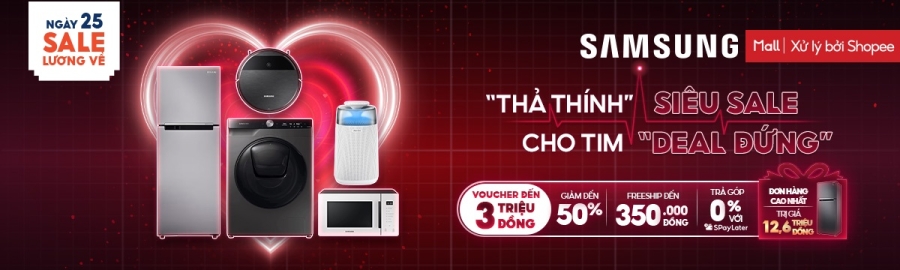 NGÀY 25
SALE
LƯƠNG VỀ
SAMSUNG
Mall | Xử lý bởi Shopee
"THẢ THÍNH" SIÊU SALE
CHO TIM "DEAL ĐỨNG"
VOUCHER ĐẾN
3 TRIỆU ĐỒNG
GIẢM ĐẾN
50%
FREESHIP ĐẾN
350.000 ĐỒNG
TRẢ GÓP
0% VỚI
SPayLater
ĐƠN HÀNG
CAO NHẤT
TRỊ GIÁ
12,6 TRIỆU ĐỒNG